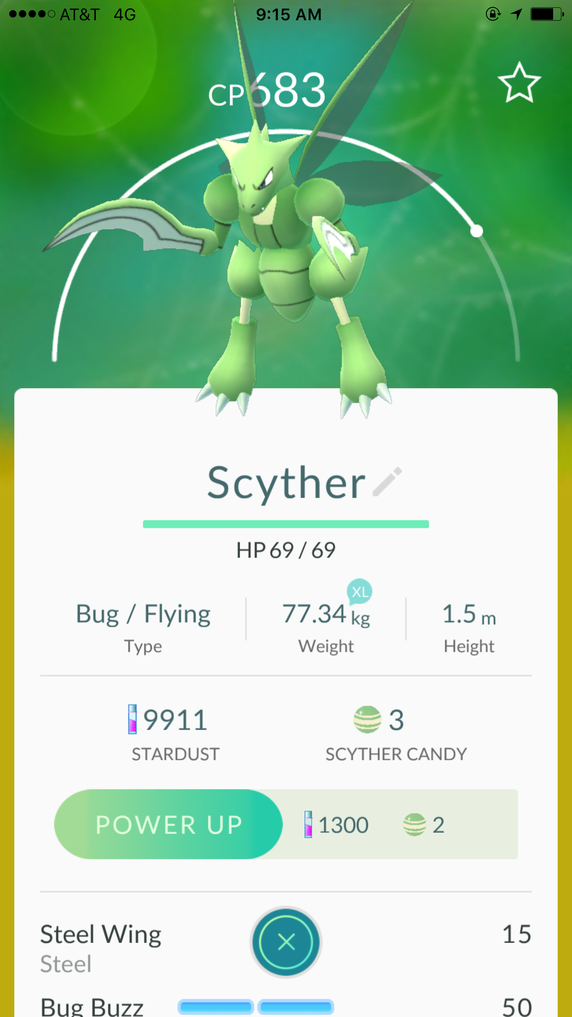 AT&T 4G 9:15 AM
CP683
Scyther
HP 69 / 69
XL
Bug / Flying 77.34 kg 1.5 m
Type Weight Height
9911 3
STARDUST SCYTHER CANDY
POWER UP 1300 2
Steel Wing 15
Steel
Bug Buzz 50